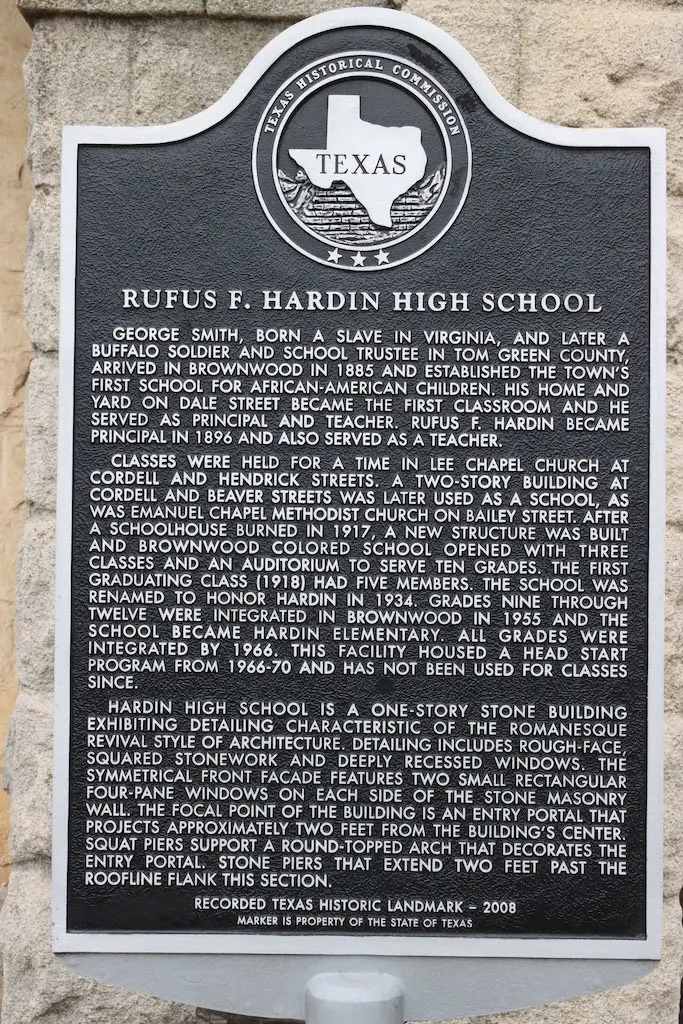 TEXAS HISTORICAL COMMISSION
TEXAS
RUFUS F. HARDIN HIGH SCHOOL
GEORGE SMITH, BORN A SLAVE IN VIRGINIA, AND LATER A
BUFFALO SOLDIER AND SCHOOL TRUSTEE IN TOM GREEN COUNTY,
ARRIVED IN BROWNWOOD IN 1885 AND ESTABLISHED THE TOWN'S
FIRST SCHOOL FOR AFRICAN-AMERICAN CHILDREN. HIS HOME AND
YARD ON DALE STREET BECAME THE FIRST CLASSROOM AND HE
SERVED AS PRINCIPAL AND TEACHER. RUFUS F. HARDIN BECAME
PRINCIPAL IN 1896 AND ALSO SERVED AS A TEACHER.
CLASSES WERE HELD FOR A TIME IN LEE CHAPEL CHURCH AT
CORDELL AND HENDRICK STREETS. A TWO-STORY BUILDING AT
CORDELL AND BEAVER STREETS WAS LATER USED AS A SCHOOL, AS
WAS EMANUEL CHAPEL METHODIST CHURCH ON BAILEY STREET. AFTER
A SCHOOLHOUSE BURNED IN 1917, A NEW STRUCTURE WAS BUILT
AND BROWNWOOD COLORED SCHOOL OPENED WITH THREE
CLASSES AND AN AUDITORIUM TO SERVE TEN GRADES. THE FIRST
GRADUATING CLASS (1918) HAD FIVE MEMBERS. THE SCHOOL WAS
RENAMED TO HONOR HARDIN IN 1934. GRADES NINE THROUGH
TWELVE WERE INTEGRATED IN BROWNWOOD IN 1955 AND THE
SCHOOL BECAME HARDIN ELEMENTARY. ALL GRADES WERE
INTEGRATED BY 1966. THIS FACILITY HOUSED A HEAD START
PROGRAM FROM 1966-70 AND HAS NOT BEEN USED FOR CLASSES
SINCE.
HARDIN HIGH SCHOOL IS A ONE-STORY STONE BUILDING
EXHIBITING DETAILING CHARACTERISTIC OF THE ROMANESQUE
REVIVAL STYLE OF ARCHITECTURE. DETAILING INCLUDES ROUGH-FACE,
SQUARED STONEWORK AND DEEPLY RECESSED WINDOWS. THE
SYMMETRICAL FRONT FACADE FEATURES TWO SMALL RECTANGULAR
FOUR-PANE WINDOWS ON EACH SIDE OF THE STONE MASONRY
WALL. THE FOCAL POINT OF THE BUILDING IS AN ENTRY PORTAL THAT
PROJECTS APPROXIMATELY TWO FEET FROM THE BUILDING'S CENTER.
SQUAT PIERS SUPPORT A ROUND-TOPPED ARCH THAT DECORATES THE
ENTRY PORTAL. STONE PIERS THAT EXTEND TWO FEET PAST THE
ROOFLINE FLANK THIS SECTION.
RECORDED TEXAS HISTORIC LANDMARK – 2008
MARKER IS PROPERTY OF THE STATE OF TEXAS